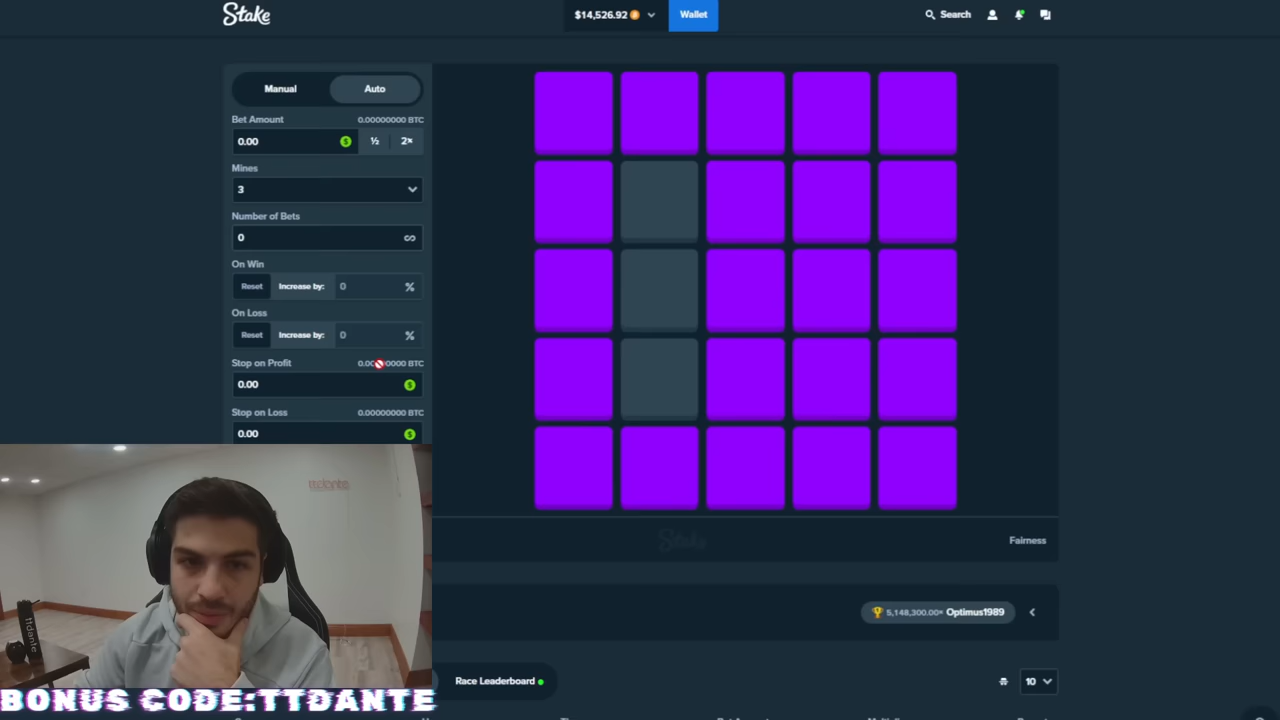 Stake
$14,526.92
Wallet
Search
Manual
Auto
Bet Amount
0.00000000 BTC
0.00
½
2×
Mines
3
Number of Bets
0
On Win
Reset
Increase by:
0
%
On Loss
Reset
Increase by:
0
%
Stop on Profit
0.00
Stop on Loss
0.00000000 BTC
0.00
ttdante
ttdante
Stake
Fairness
5,148,300.00×
Optimus1989
Race Leaderboard
10
BONUS CODE:TTDANTE